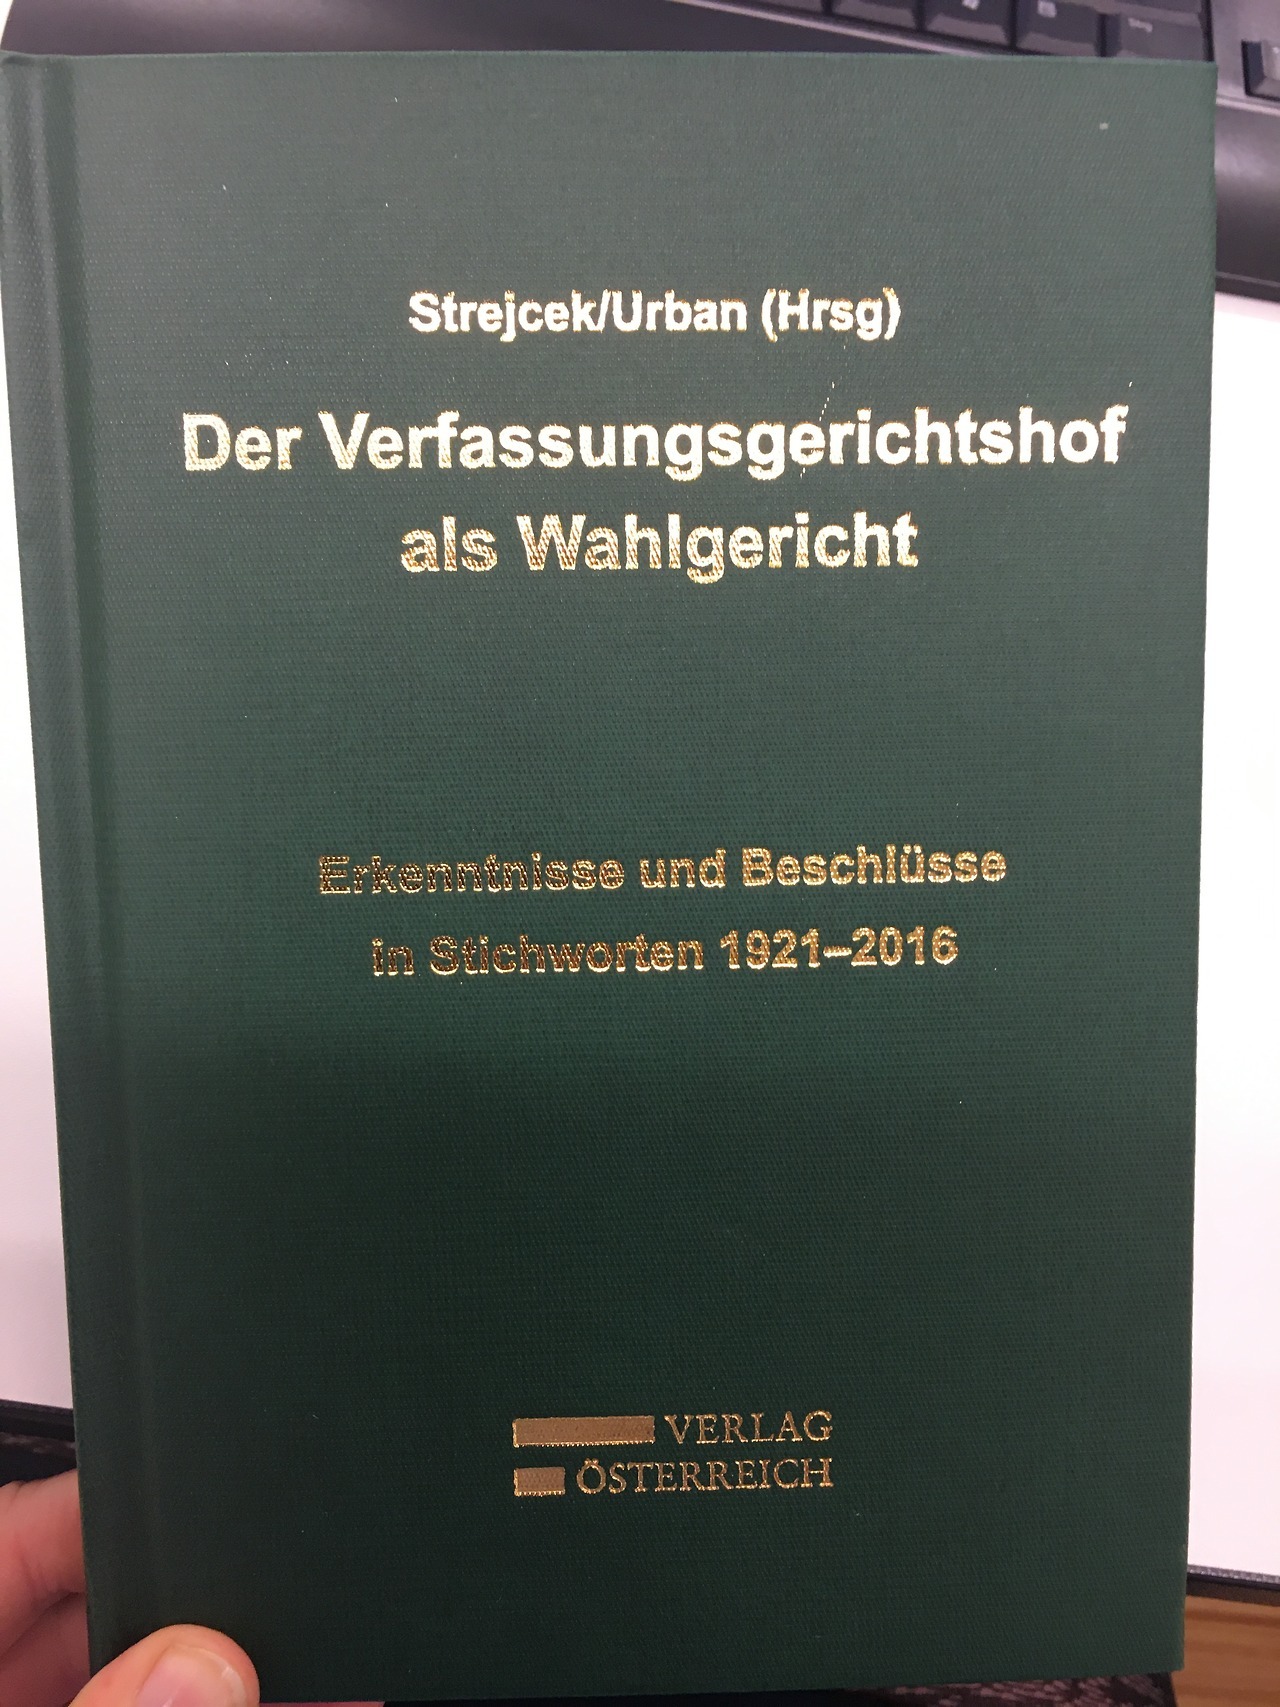 Strejcek/Urban (Hrsg)
Der Verfassungsgerichtshof
als Wahlgericht
Erkenntnisse und Beschlüsse
in Stichworten 1921–2016
VERLAG
ÖSTERREICH